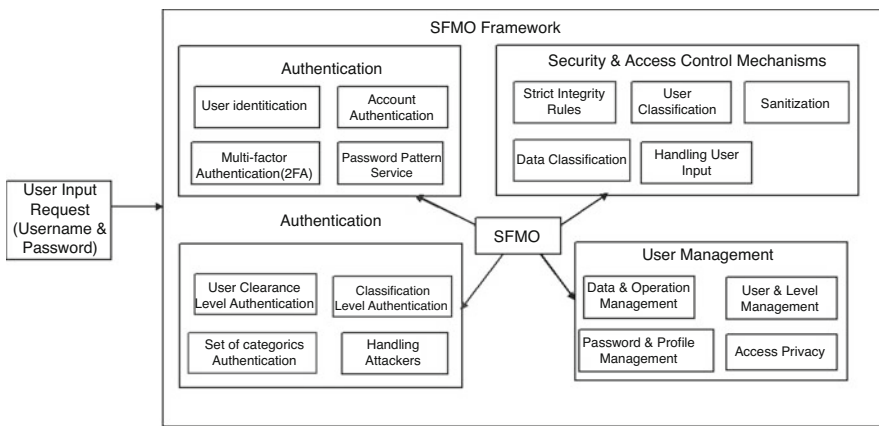 SFMO Framework
Authentication
User identitication
Account
Authentication
Multi-factor
Authentication(2FA)
Password Pattern
Service
Security & Access Control Mechanisms
Strict Integrity
Rules
User
Classification
Sanitization
Data Classification
Handling User
Input
User Input
Request
(Username &
Password)
SFMO
Authentication
User Clearance
Level Authentication
Classification
Level Authentication
Set of categorics
Authentication
Handling
Attackers
User Management
Data & Operation
Management
User & Level
Management
Password & Profile
Management
Access Privacy